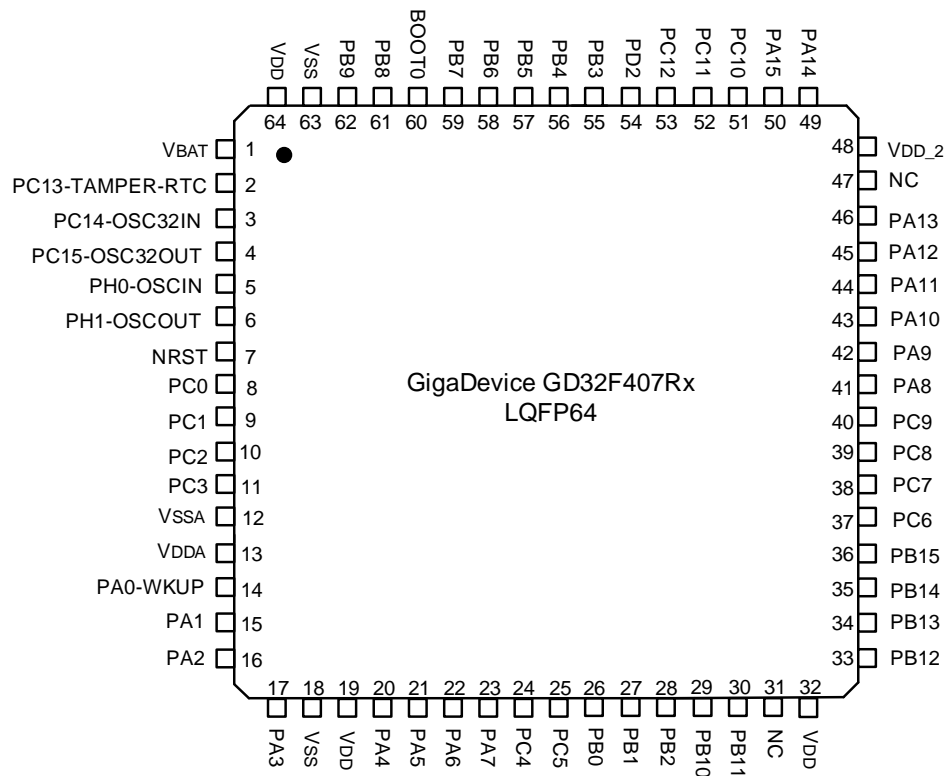 VDD VSS PB9 PB8 BOOT0 PB7 PB6 PB5 PB4 PB3 PD2 PC12 PC11 PC10 PA15 PA14
64 63 62 61 60 59 58 57 56 55 54 53 52 51 50 49
VBAT 1 48 VDD_2
PC13-TAMPER-RTC 2 47 NC
PC14-OSC32IN 3 46 PA13
PC15-OSC32OUT 4 45 PA12
PH0-OSCIN 5 44 PA11
PH1-OSCOUT 6 43 PA10
NRST 7 42 PA9
PC0 8 41 PA8
GigaDevice GD32F407Rx
LQFP64
PC1 9 40 PC9
PC2 10 39 PC8
PC3 11 38 PC7
VSSA 12 37 PC6
VDDA 13 36 PB15
PA0-WKUP 14 35 PB14
PA1 15 34 PB13
PA2 16 33 PB12
17 18 19 20 21 22 23 24 25 26 27 28 29 30 31 32
PA3 VSS VDD PA4 PA5 PA6 PA7 PC4 PC5 PB0 PB1 PB2 PB10 PB11 NC VDD